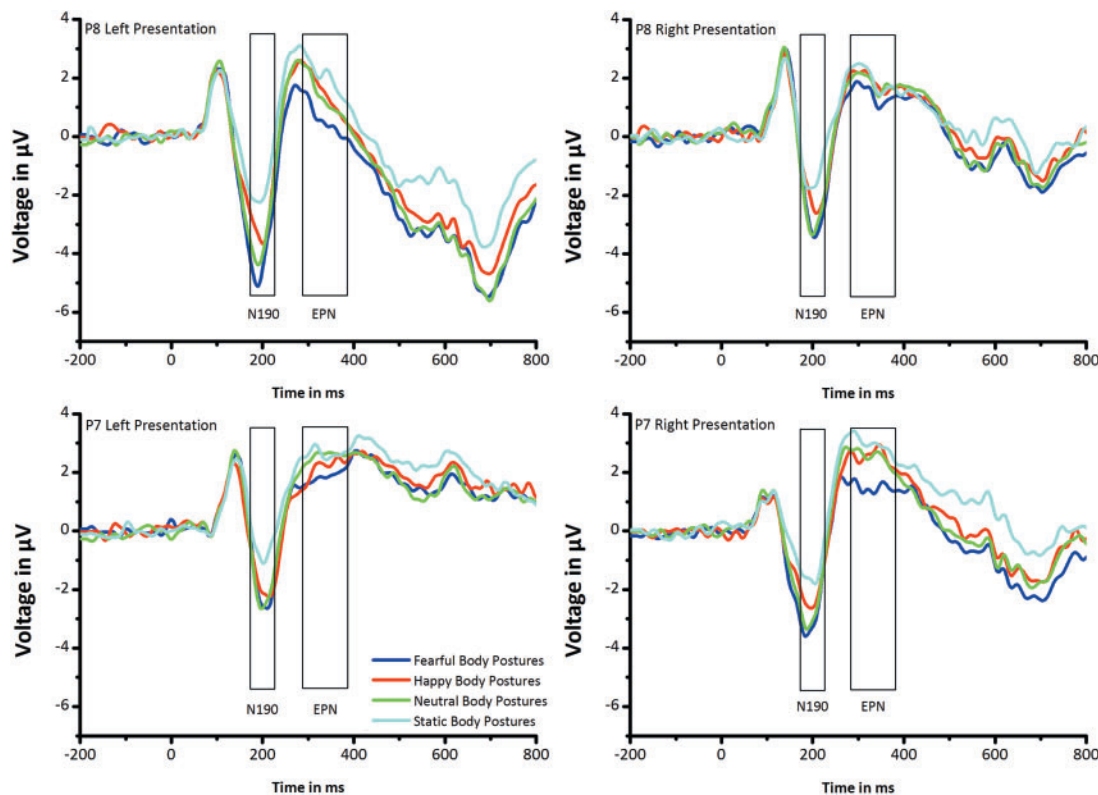 P8 Left Presentation
Voltage in µV
4
2
0
-2
-4
-6
N190
EPN
-200
0
200
400
600
800
Time in ms
P8 Right Presentation
Voltage in µV
4
2
0
-2
-4
-6
N190
EPN
-200
0
200
400
600
800
Time in ms
P7 Left Presentation
Voltage in µV
4
2
0
-2
-4
-6
N190
EPN
Fearful Body Postures
Happy Body Postures
Neutral Body Postures
Static Body Postures
-200
0
200
400
600
800
Time in ms
P7 Right Presentation
Voltage in µV
4
2
0
-2
-4
-6
N190
EPN
-200
0
200
400
600
800
Time in ms